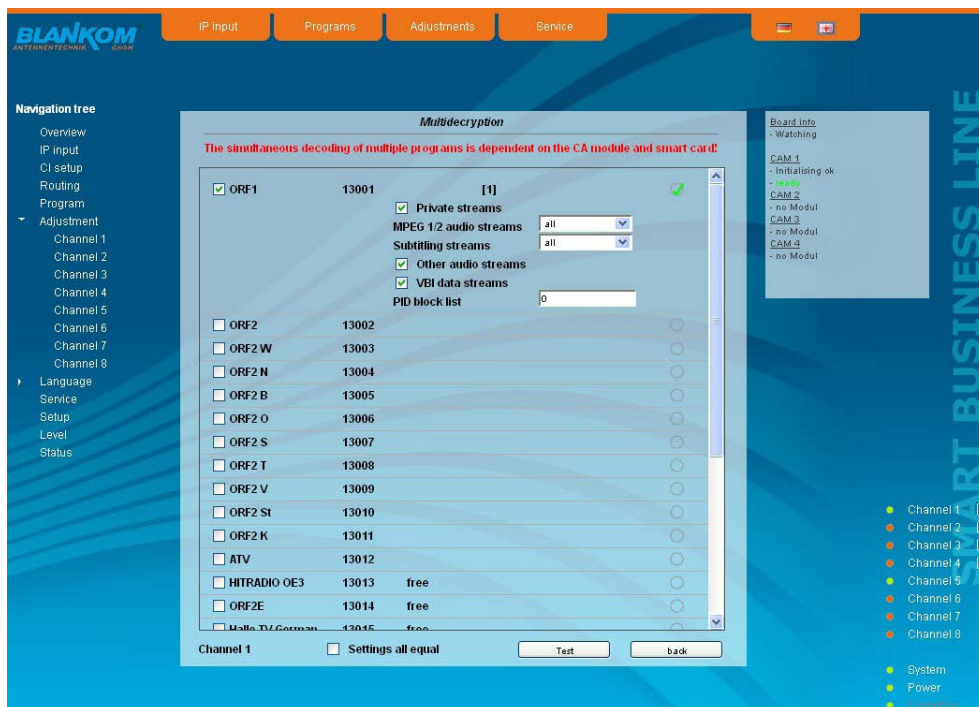 BLANKOM
ANTENNENTECHNIK GmbH
IP input
Programs
Adjustments
Service
Navigation tree
Overview
IP input
CI setup
Routing
Program
Adjustment
Channel 1
Channel 2
Channel 3
Channel 4
Channel 5
Channel 6
Channel 7
Channel 8
Language
Service
Setup
Level
Status
Multidecryption
The simultaneous decoding of multiple programs is dependent on the CA module and smart card!
ORF1 13001 [1]
Private streams
MPEG 1/2 audio streams all
Subtitling streams all
Other audio streams
VBI data streams
PID block list 0
ORF2 13002
ORF2 W 13003
ORF2 N 13004
ORF2 B 13005
ORF2 O 13006
ORF2 S 13007
ORF2 T 13008
ORF2 V 13009
ORF2 St 13010
ORF2 K 13011
ATV 13012
HITRADIO OE3 13013 free
ORF2E 13014 free
Hallo TV German 13015 free
Channel 1 Settings all equal Test back
Board info
- Watching
CAM 1
- Initialising ok
- ready
CAM 2
- no Modul
CAM 3
- no Modul
CAM 4
- no Modul
SMART BUSINESS LINE
Channel 1
Channel 2
Channel 3
Channel 4
Channel 5
Channel 6
Channel 7
Channel 8
System
Power